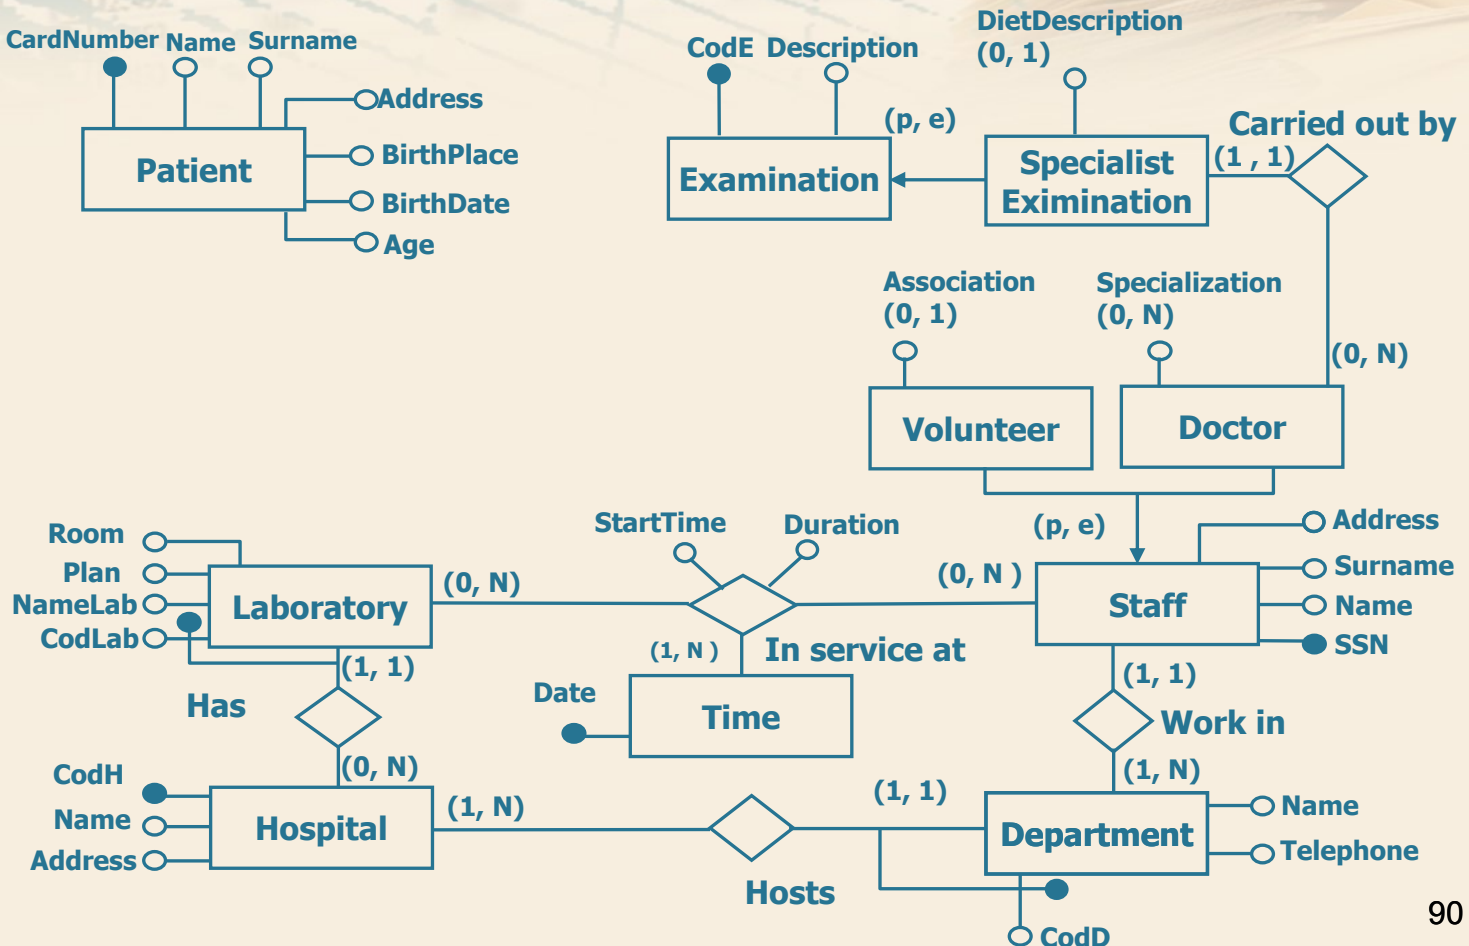 DietDescription
(0, 1)
CardNumber Name Surname
CodE Description
Address
(p, e)
Carried out by
Patient
BirthPlace
Examination
Specialist
Eximination
(1 , 1)
BirthDate
Age
Association
(0, 1)
Specialization
(0, N)
(0, N)
Volunteer
Doctor
Room
Plan
NameLab
CodLab
Laboratory
(0, N)
StartTime
Duration
(p, e)
(0, N )
Address
Surname
Name
SSN
Staff
(1, 1)
Has
(1, N )
In service at
Date
Time
(1, 1)
Work in
(0, N)
(1, N)
CodH
Name
Address
Hospital
(1, N)
(1, 1)
Department
Name
Telephone
Hosts
CodD
90